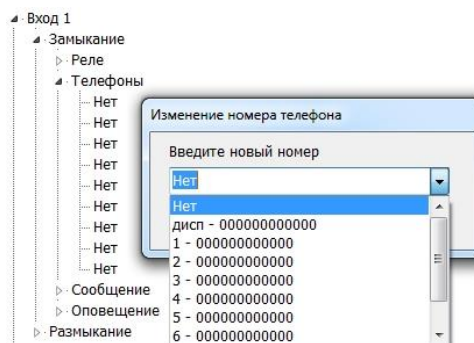 Вход 1
Замыкание
Реле
Телефоны
Нет
Нет
Нет
Нет
Нет
Нет
Нет
Нет
Нет
Сообщение
Оповещение
Размыкание
Изменение номера телефона
Введите новый номер
Нет
Нет
дисп - 000000000000
1 - 000000000000
2 - 000000000000
3 - 000000000000
4 - 000000000000
5 - 000000000000
6 - 000000000000